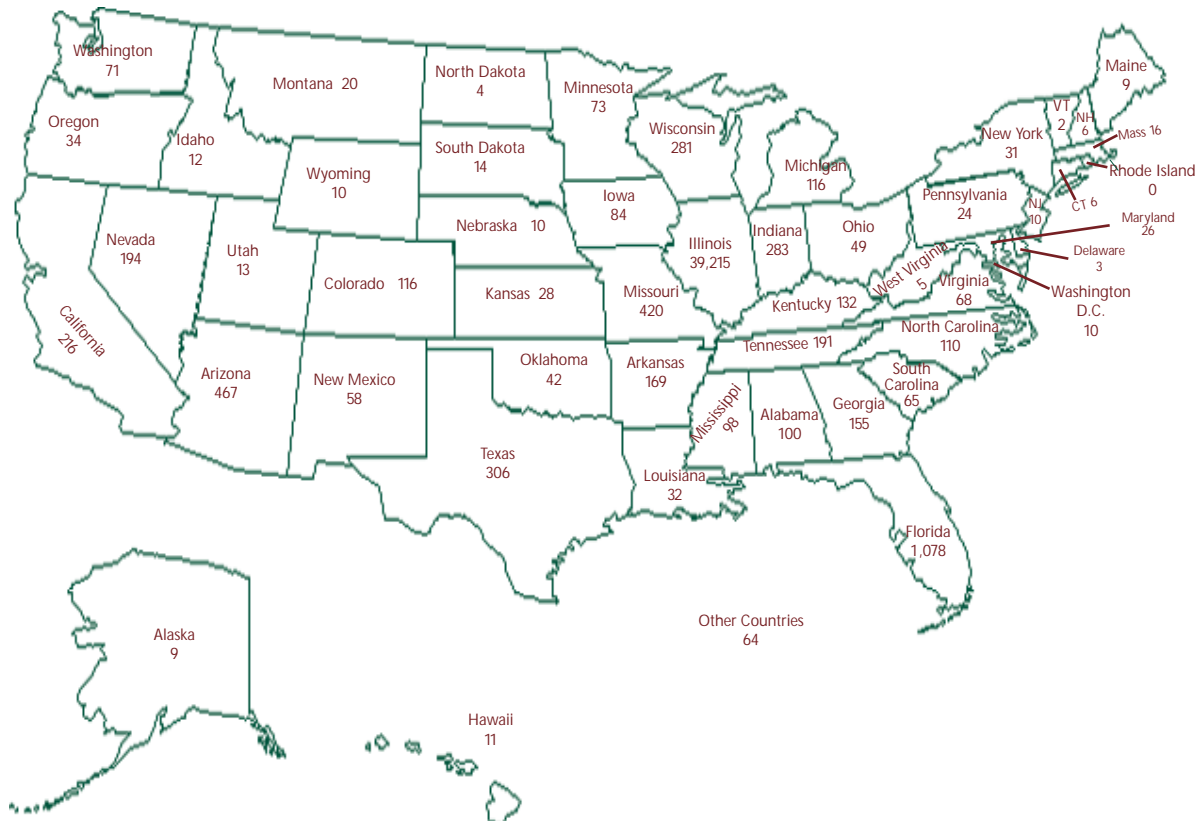 Washington
71
Oregon
34
Idaho
12
Montana 20
North Dakota
4
Minnesota
73
Wisconsin
281
Michigan
116
New York
31
VT
2
NH
6
Maine
9
Mass 16
Rhode Island
0
CT 6
South Dakota
14
Wyoming
10
Nevada
194
Utah
13
California
216
Colorado 116
Nebraska 10
Iowa
84
Kansas 28
Missouri
420
Illinois
39,215
Indiana
283
Ohio
49
Pennsylvania
24
NJ
10
Maryland
26
Delaware
3
Washington
D.C.
10
West Virginia
5
Virginia
68
Kentucky 132
Tennessee 191
North Carolina
110
South
Carolina
65
Arizona
467
New Mexico
58
Oklahoma
42
Arkansas
169
Texas
306
Louisiana
32
Mississippi
98
Alabama
100
Georgia
155
Florida
1,078
Other Countries
64
Alaska
9
Hawaii
11